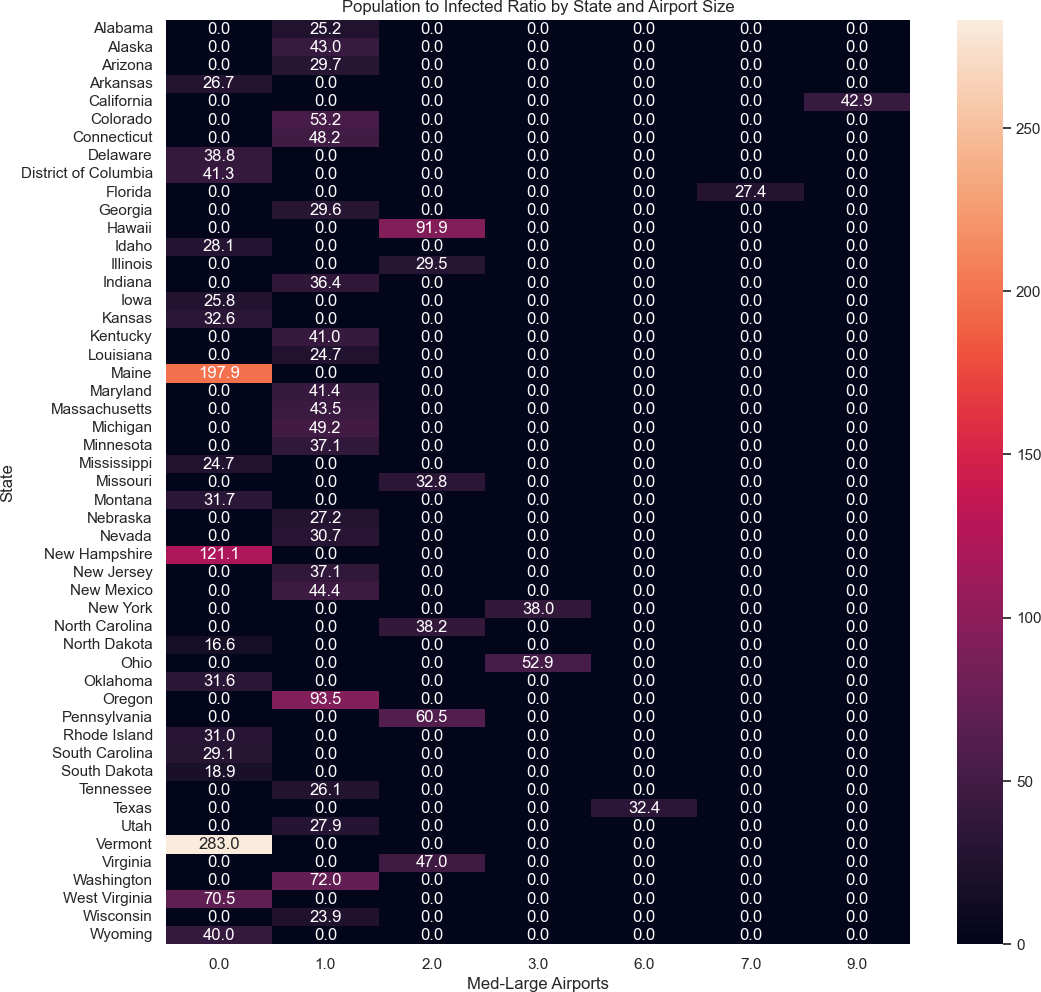 Population to Infected Ratio by State and Airport Size
Alabama 0.0 25.2 0.0 0.0 0.0 0.0 0.0
Alaska 0.0 43.0 0.0 0.0 0.0 0.0 0.0
Arizona 0.0 29.7 0.0 0.0 0.0 0.0 0.0
Arkansas 26.7 0.0 0.0 0.0 0.0 0.0 0.0
California 0.0 0.0 0.0 0.0 0.0 0.0 42.9
Colorado 0.0 53.2 0.0 0.0 0.0 0.0 0.0
Connecticut 0.0 48.2 0.0 0.0 0.0 0.0 0.0
250
Delaware 38.8 0.0 0.0 0.0 0.0 0.0 0.0
District of Columbia 41.3 0.0 0.0 0.0 0.0 0.0 0.0
Florida 0.0 0.0 0.0 0.0 0.0 27.4 0.0
Georgia 0.0 29.6 0.0 0.0 0.0 0.0 0.0
Hawaii 0.0 0.0 91.9 0.0 0.0 0.0 0.0
Idaho 28.1 0.0 0.0 0.0 0.0 0.0 0.0
Illinois 0.0 0.0 29.5 0.0 0.0 0.0 0.0
Indiana 0.0 36.4 0.0 0.0 0.0 0.0 0.0
200
Iowa 25.8 0.0 0.0 0.0 0.0 0.0 0.0
Kansas 32.6 0.0 0.0 0.0 0.0 0.0 0.0
Kentucky 0.0 41.0 0.0 0.0 0.0 0.0 0.0
Louisiana 0.0 24.7 0.0 0.0 0.0 0.0 0.0
Maine 197.9 0.0 0.0 0.0 0.0 0.0 0.0
Maryland 0.0 41.4 0.0 0.0 0.0 0.0 0.0
Massachusetts 0.0 43.5 0.0 0.0 0.0 0.0 0.0
Michigan 0.0 49.2 0.0 0.0 0.0 0.0 0.0
Minnesota 0.0 37.1 0.0 0.0 0.0 0.0 0.0
150
Mississippi 24.7 0.0 0.0 0.0 0.0 0.0 0.0
State
Missouri 0.0 0.0 32.8 0.0 0.0 0.0 0.0
Montana 31.7 0.0 0.0 0.0 0.0 0.0 0.0
Nebraska 0.0 27.2 0.0 0.0 0.0 0.0 0.0
Nevada 0.0 30.7 0.0 0.0 0.0 0.0 0.0
New Hampshire 121.1 0.0 0.0 0.0 0.0 0.0 0.0
New Jersey 0.0 37.1 0.0 0.0 0.0 0.0 0.0
New Mexico 0.0 44.4 0.0 0.0 0.0 0.0 0.0
New York 0.0 0.0 0.0 38.0 0.0 0.0 0.0
100
North Carolina 0.0 0.0 38.2 0.0 0.0 0.0 0.0
North Dakota 16.6 0.0 0.0 0.0 0.0 0.0 0.0
Ohio 0.0 0.0 0.0 52.9 0.0 0.0 0.0
Oklahoma 31.6 0.0 0.0 0.0 0.0 0.0 0.0
Oregon 0.0 93.5 0.0 0.0 0.0 0.0 0.0
Pennsylvania 0.0 0.0 60.5 0.0 0.0 0.0 0.0
Rhode Island 31.0 0.0 0.0 0.0 0.0 0.0 0.0
South Carolina 29.1 0.0 0.0 0.0 0.0 0.0 0.0
South Dakota 18.9 0.0 0.0 0.0 0.0 0.0 0.0
50
Tennessee 0.0 26.1 0.0 0.0 0.0 0.0 0.0
Texas 0.0 0.0 0.0 0.0 32.4 0.0 0.0
Utah 0.0 27.9 0.0 0.0 0.0 0.0 0.0
Vermont 283.0 0.0 0.0 0.0 0.0 0.0 0.0
Virginia 0.0 0.0 47.0 0.0 0.0 0.0 0.0
Washington 0.0 72.0 0.0 0.0 0.0 0.0 0.0
West Virginia 70.5 0.0 0.0 0.0 0.0 0.0 0.0
Wisconsin 0.0 23.9 0.0 0.0 0.0 0.0 0.0
Wyoming 40.0 0.0 0.0 0.0 0.0 0.0 0.0
0
0.0 1.0 2.0 3.0 6.0 7.0 9.0
Med-Large Airports